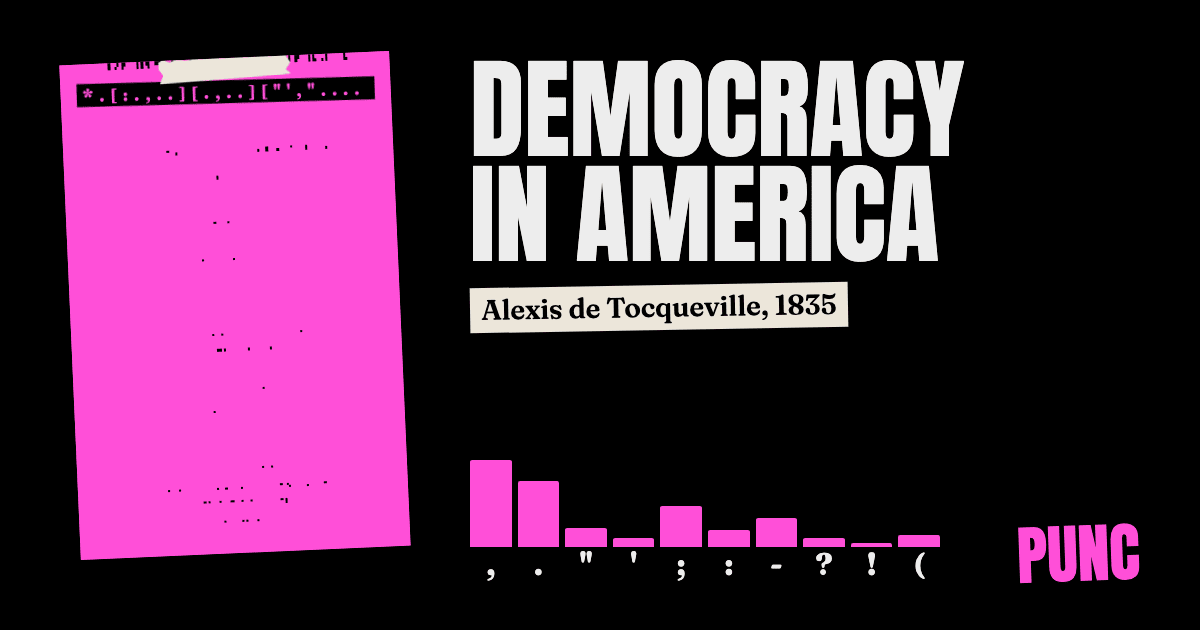 *.[:.,..][.,..]["',"....
DEMOCRACY
IN AMERICA
Alexis de Tocqueville, 1835
, . " ' ; : - ? ! (
PUNC